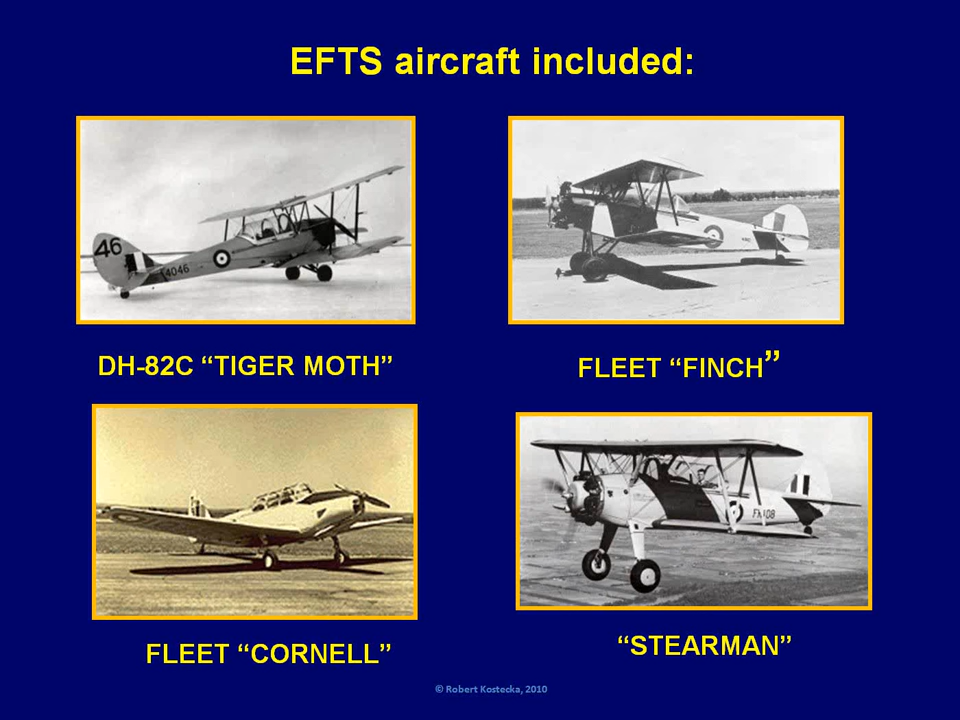 EFTS aircraft included:
46
4046
DH-82C “TIGER MOTH”
FLEET “FINCH”
FLEET “CORNELL”
“STEARMAN”
© Robert Kostecka, 2010